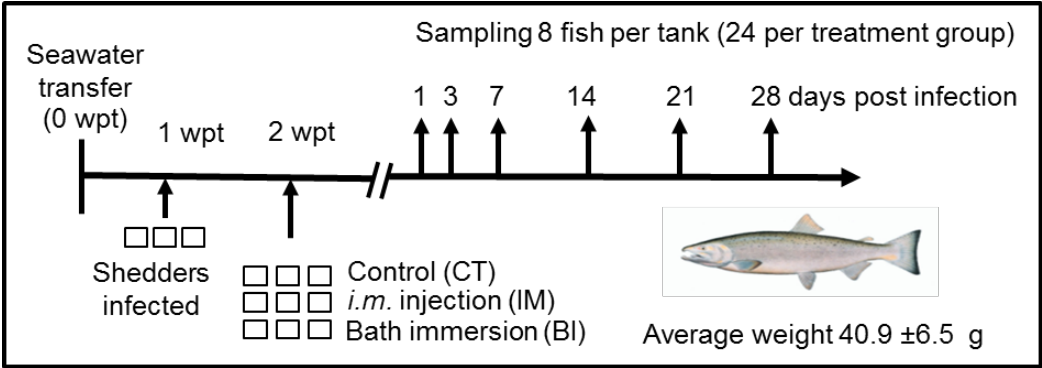 Sampling 8 fish per tank (24 per treatment group)
Seawater
transfer
(0 wpt)
1 wpt
2 wpt
1 3 7 14 21 28 days post infection
Shedders
infected
Control (CT)
i.m. injection (IM)
Bath immersion (BI)
Average weight 40.9 ±6.5 g